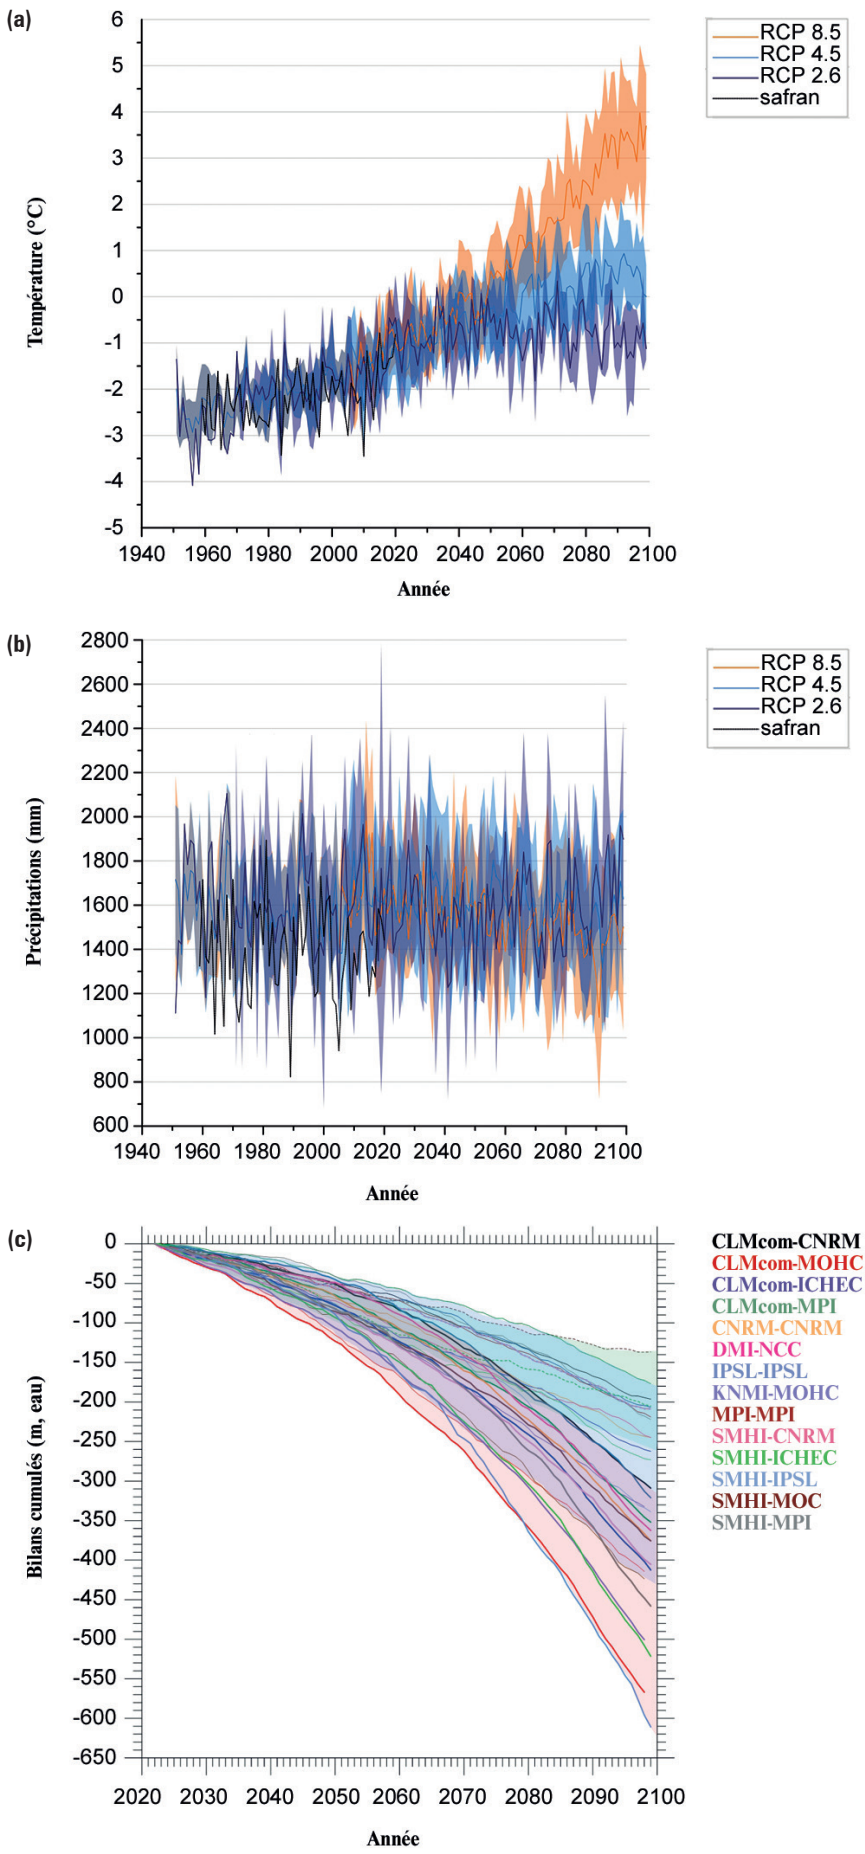 (a)
6
5
4
3
2
1
0
-1
-2
-3
-4
-5
Température (°C)
1940 1960 1980 2000 2020 2040 2060 2080 2100
Année
RCP 8.5
RCP 4.5
RCP 2.6
safran
(b)
2800
2600
2400
2200
2000
1800
1600
1400
1200
1000
800
600
Précipitations (mm)
1940 1960 1980 2000 2020 2040 2060 2080 2100
Année
RCP 8.5
RCP 4.5
RCP 2.6
safran
(c)
0
-50
-100
-150
-200
-250
-300
-350
-400
-450
-500
-550
-600
-650
Bilans cumulés (m, eau)
2020 2030 2040 2050 2060 2070 2080 2090 2100
Année
CLMcom-CNRM
CLMcom-MOHC
CLMcom-ICHEC
CLMcom-MPI
CNRM-CNRM
DMI-NCC
IPSL-IPSL
KNMI-MOHC
MPI-MPI
SMHI-CNRM
SMHI-ICHEC
SMHI-IPSL
SMHI-MOC
SMHI-MPI